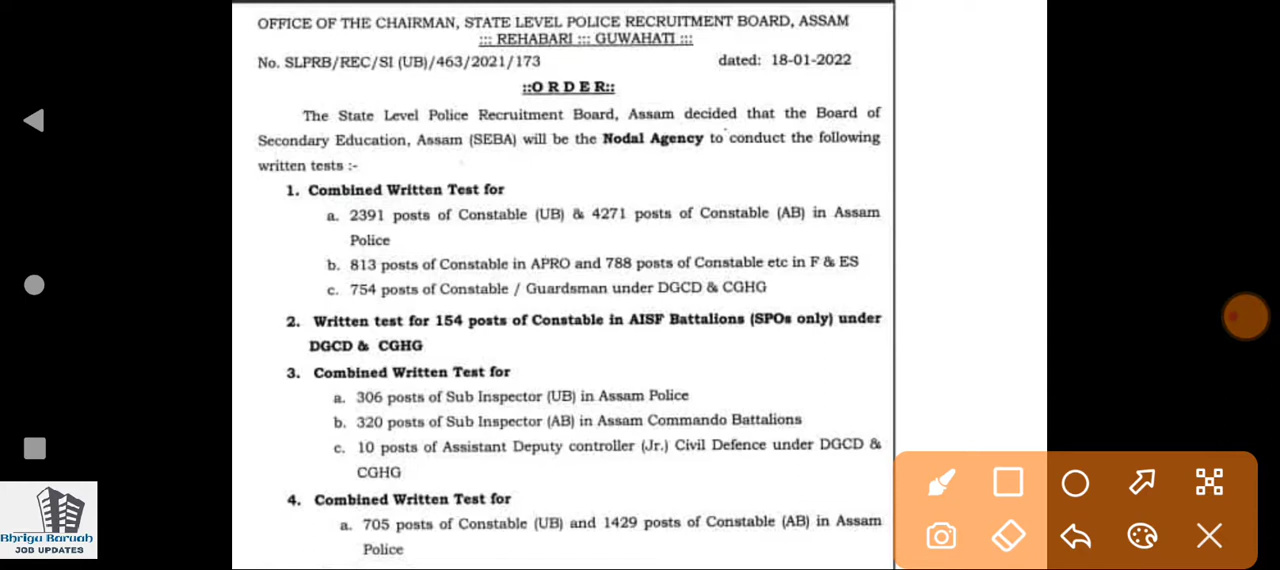 OFFICE OF THE CHAIRMAN, STATE LEVEL POLICE RECRUITMENT BOARD, ASSAM
::: REHABARI ::: GUWAHATI :::
No. SLPRB/REC/SI (UB)/463/2021/173 dated: 18-01-2022
::O R D E R::
The State Level Police Recruitment Board, Assam decided that the Board of
Secondary Education, Assam (SEBA) will be the Nodal Agency to conduct the following
written tests :-
1. Combined Written Test for
a. 2391 posts of Constable (UB) & 4271 posts of Constable (AB) in Assam
Police
b. 813 posts of Constable in APRO and 788 posts of Constable etc in F & ES
c. 754 posts of Constable / Guardsman under DGCD & CGHG
2. Written test for 154 posts of Constable in AISF Battalions (SPOs only) under
DGCD & CGHG
3. Combined Written Test for
a. 306 posts of Sub Inspector (UB) in Assam Police
b. 320 posts of Sub Inspector (AB) in Assam Commando Battalions
c. 10 posts of Assistant Deputy controller (Jr.) Civil Defence under DGCD &
CGHG
4. Combined Written Test for
a. 705 posts of Constable (UB) and 1429 posts of Constable (AB) in Assam
Police
Bhrigu Baruah
JOB UPDATES